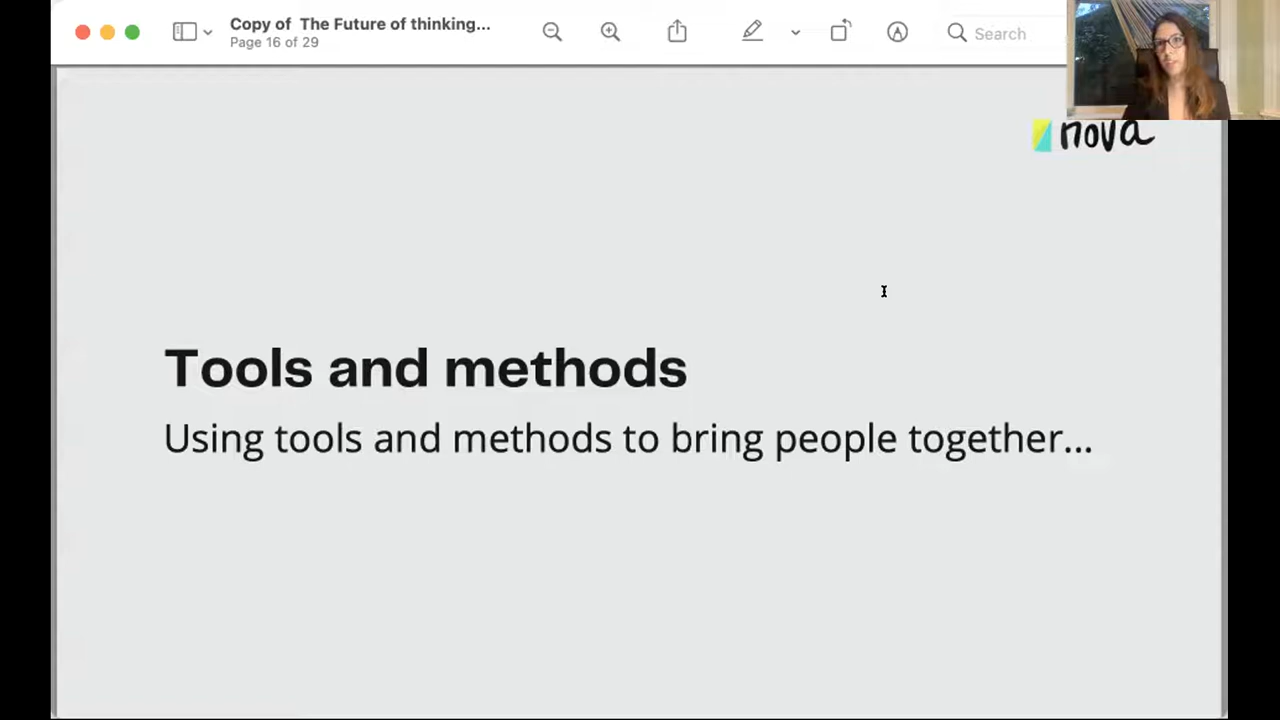 Copy of The Future of thinking...
Page 16 of 29
Search
nova
Tools and methods
Using tools and methods to bring people together...